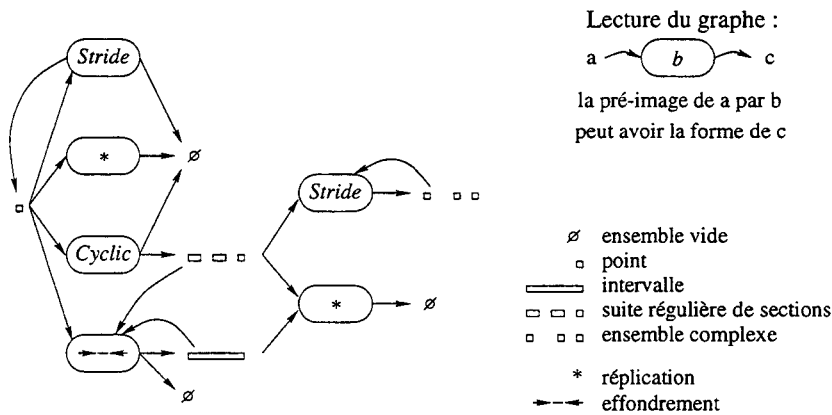 Lecture du graphe :
a b c
la pré-image de a par b
peut avoir la forme de c
Stride
*
ø
Stride
Cyclic
*
ø
ø
ø ensemble vide
point
intervalle
suite régulière de sections
ensemble complexe
* réplication
effondrement